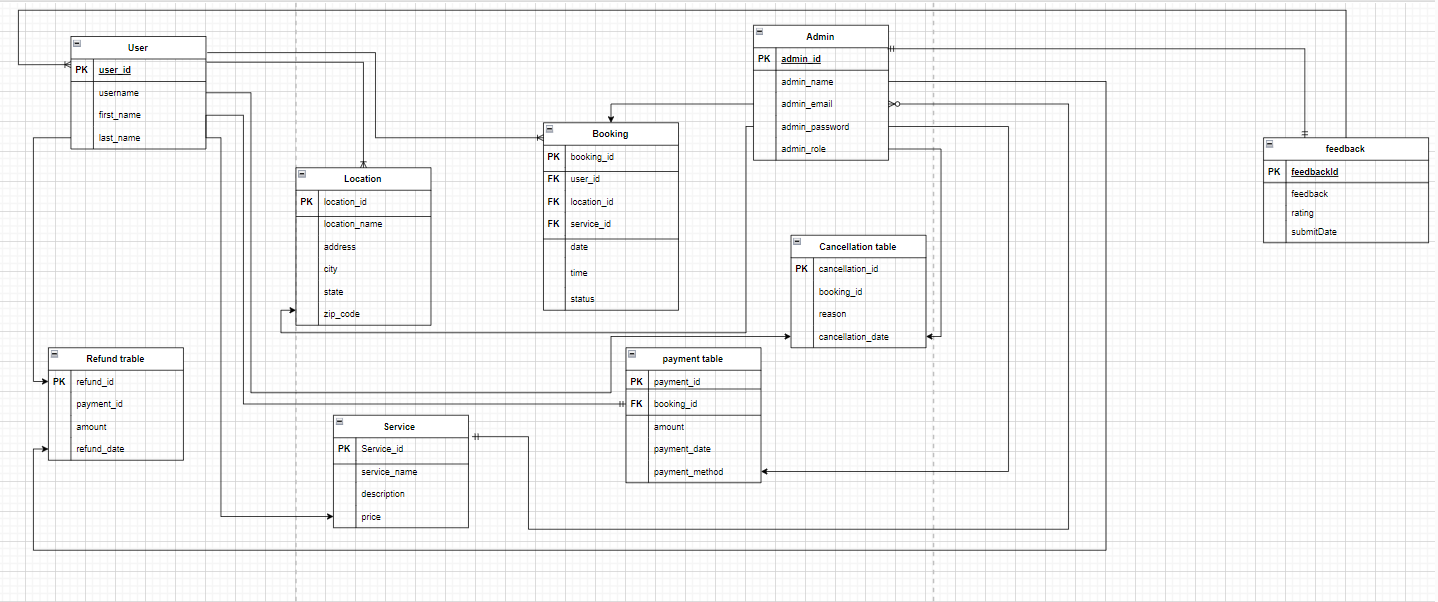 User
PK user_id
username
first_name
last_name
Admin
PK admin_id
admin_name
admin_email
admin_password
admin_role
Booking
PK booking_id
FK user_id
FK location_id
FK service_id
date
time
status
feedback
PK feedbackId
feedback
rating
submitDate
Location
PK location_id
location_name
address
city
state
zip_code
Cancellation table
PK cancellation_id
booking_id
reason
cancellation_date
Refund trable
PK refund_id
payment_id
amount
refund_date
payment table
PK payment_id
FK booking_id
amount
payment_date
payment_method
Service
PK Service_id
service_name
description
price